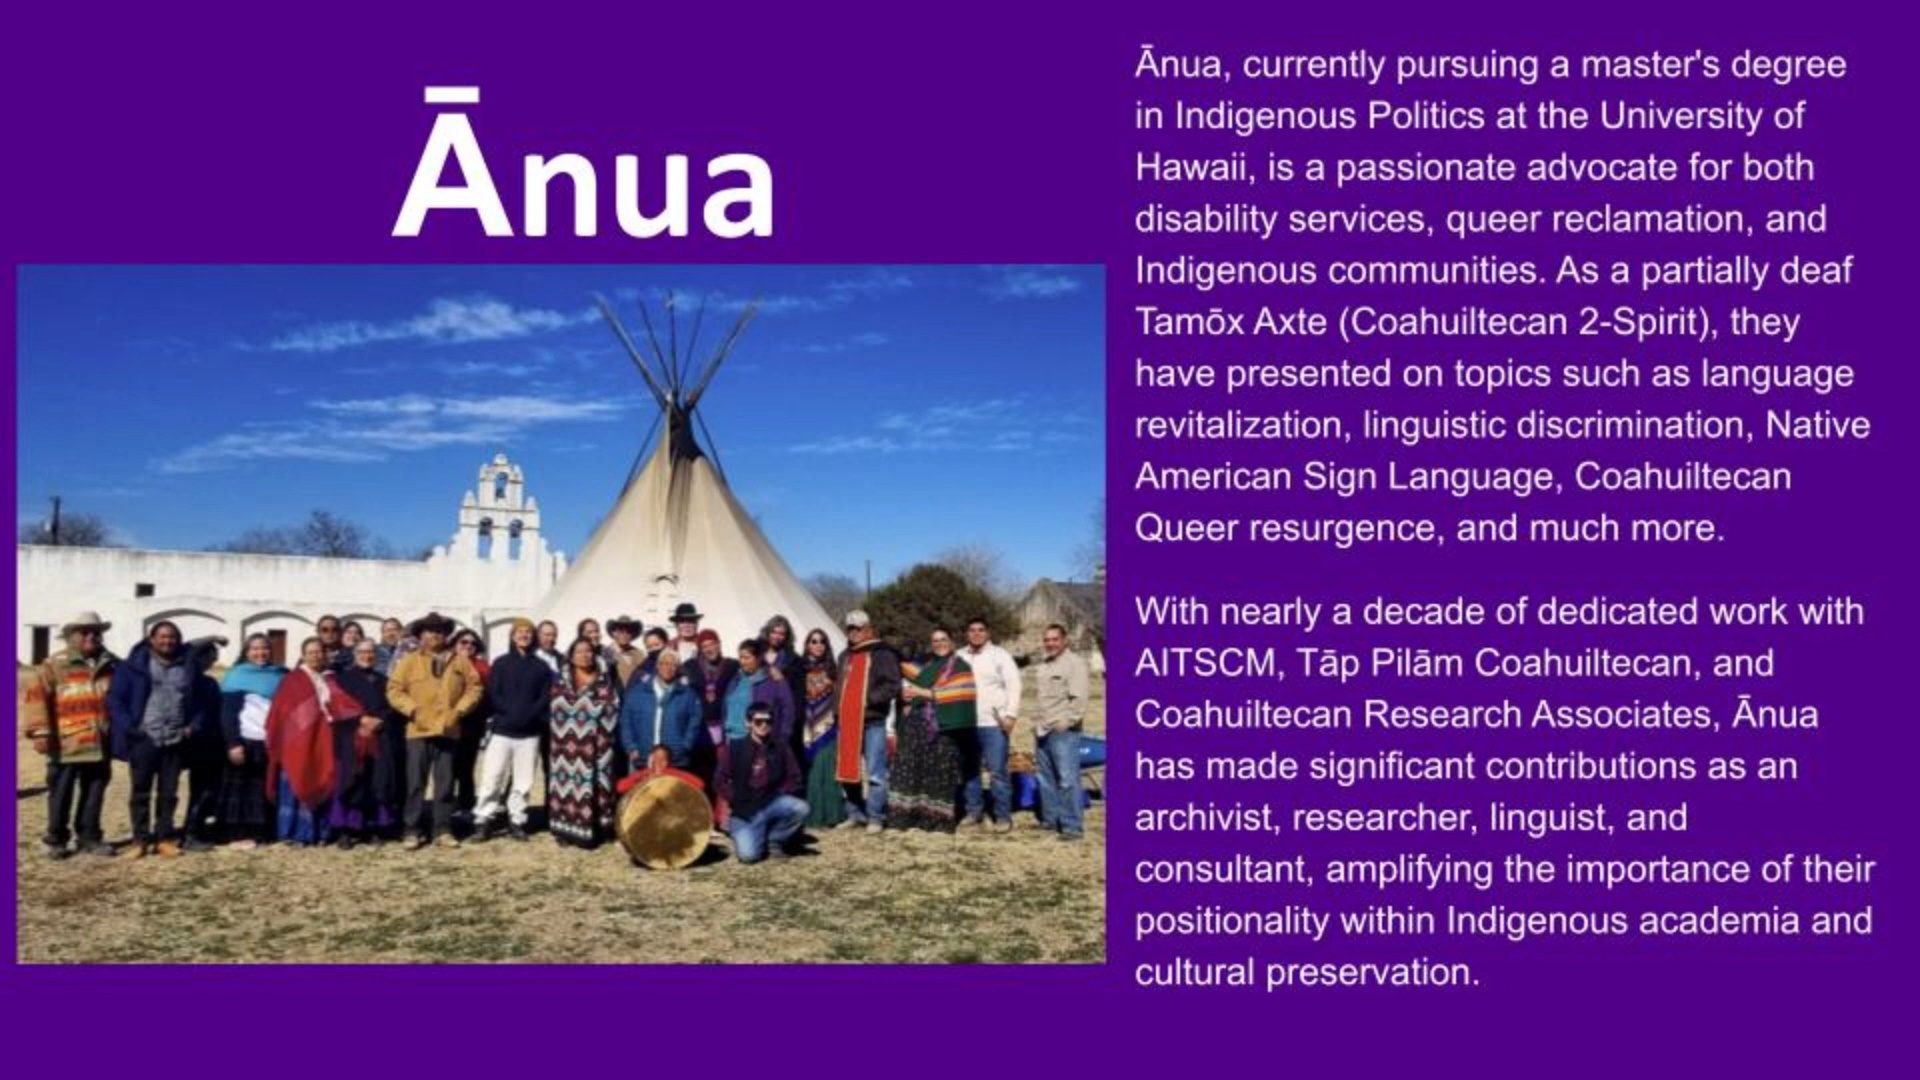 Ānua
Ānua, currently pursuing a master's degree
in Indigenous Politics at the University of
Hawaii, is a passionate advocate for both
disability services, queer reclamation, and
Indigenous communities. As a partially deaf
Tamōx Axte (Coahuiltecan 2-Spirit), they
have presented on topics such as language
revitalization, linguistic discrimination, Native
American Sign Language, Coahuiltecan
Queer resurgence, and much more.
With nearly a decade of dedicated work with
AITSCM, Tāp Pilām Coahuiltecan, and
Coahuiltecan Research Associates, Ānua
has made significant contributions as an
archivist, researcher, linguist, and
consultant, amplifying the importance of their
positionality within Indigenous academia and
cultural preservation.